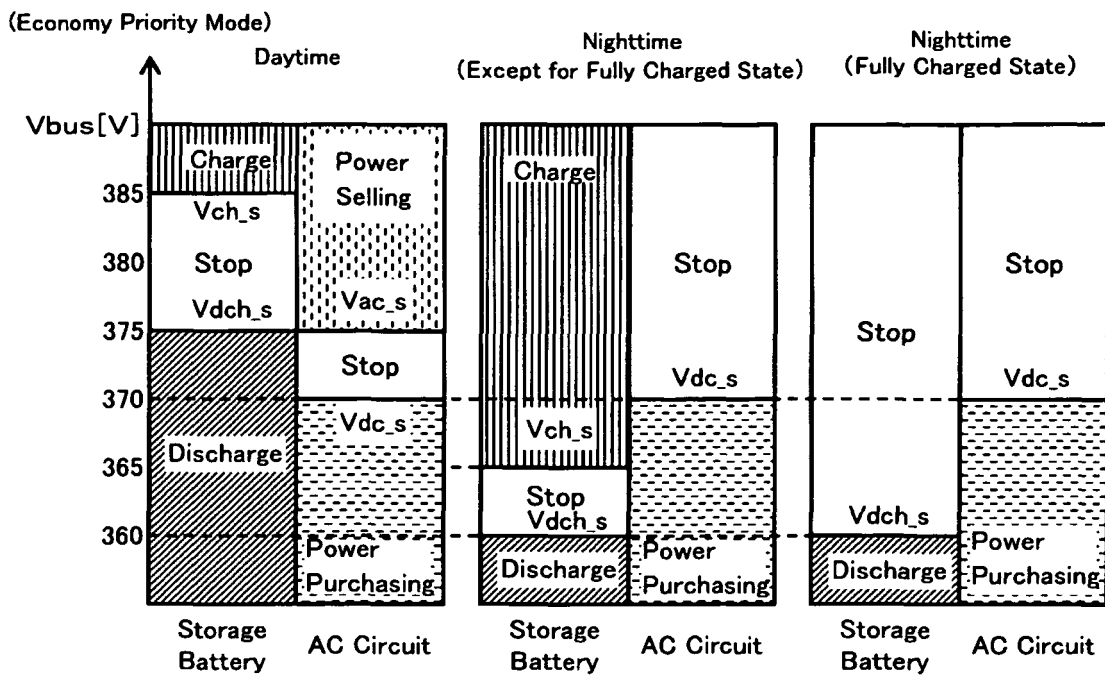 (Economy Priority Mode)
Daytime
Nighttime
(Except for Fully Charged State)
Nighttime
(Fully Charged State)
Vbus[V]
385
380
375
370
365
360
Charge
Vch_s
Stop
Vdch_s
Discharge
Storage
Battery
Power
Selling
Vac_s
Stop
Vdc_s
Power
Purchasing
AC Circuit
Charge
Vch_s
Stop
Vdch_s
Discharge
Storage
Battery
Stop
Vdc_s
Power
Purchasing
AC Circuit
Stop
Vdch_s
Discharge
Storage
Battery
Stop
Vdc_s
Power
Purchasing
AC Circuit